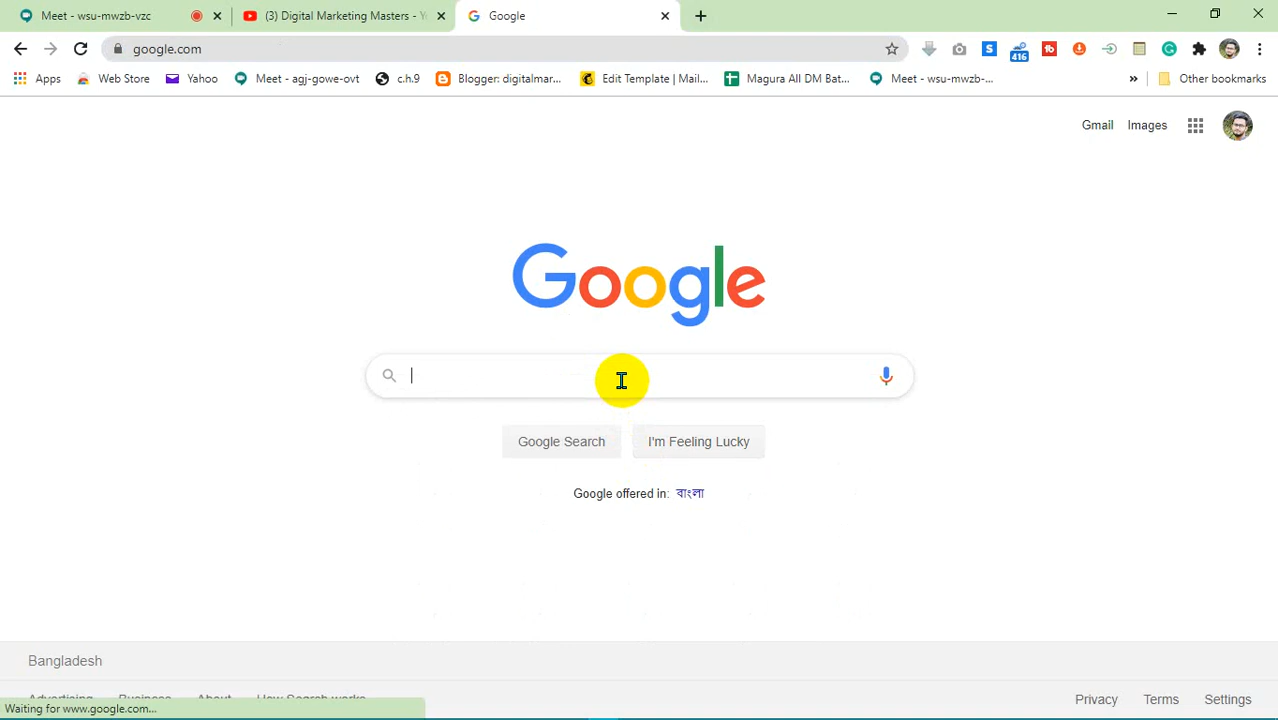 Meet - wsu-mwzb-vzc
(3) Digital Marketing Masters - Y
Google
google.com
S
416
Apps
Web Store
Yahoo
Meet - agj-gowe-ovt
c.h.9
Blogger: digitalmar...
Edit Template | Mail...
Magura All DM Bat...
Meet - wsu-mwzb-...
»
Other bookmarks
Gmail
Images
Google
Google Search
I'm Feeling Lucky
Google offered in: বাংলা
Bangladesh
Advertising
Business
About
How Search works
Privacy
Terms
Settings
Waiting for www.google.com...